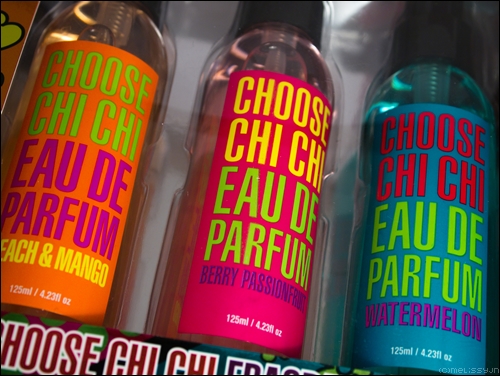 CHOOSE
CHI CHI
EAU DE
PARFUM
EACH & MANGO
125ml / 4.23fl oz
CHOOSE
CHI CHI
EAU DE
PARFUM
BERRY PASSIONFRUIT
125ml / 4.23fl oz
CHOOSE
CHI CHI
EAU DE
PARFUM
WATERMELON
125ml / 4.23fl oz
CHOOSE CHI CHI
(c)melissyjn